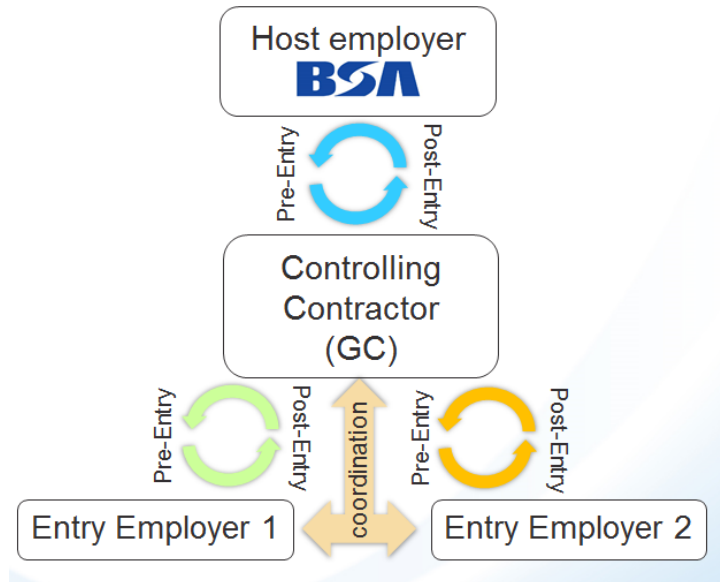 Host employer
BSA
Pre-Entry
Post-Entry
Controlling
Contractor
(GC)
Pre-Entry
Post-Entry
coordination
Pre-Entry
Post-Entry
Entry Employer 1
Entry Employer 2